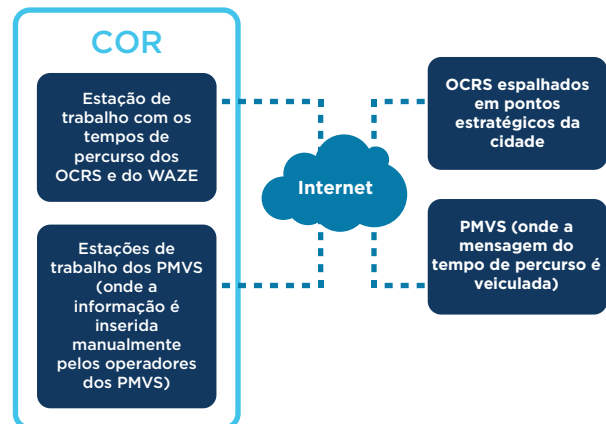 COR
Estação de
trabalho com os
tempos de
percurso dos
OCRS e do WAZE
Estações de
trabalho dos PMVS
(onde a
informação é
inserida
manualmente
pelos operadores
dos PMVS)
Internet
OCRS espalhados
em pontos
estratégicos da
cidade
PMVS (onde a
mensagem do
tempo de percurso é
veiculada)